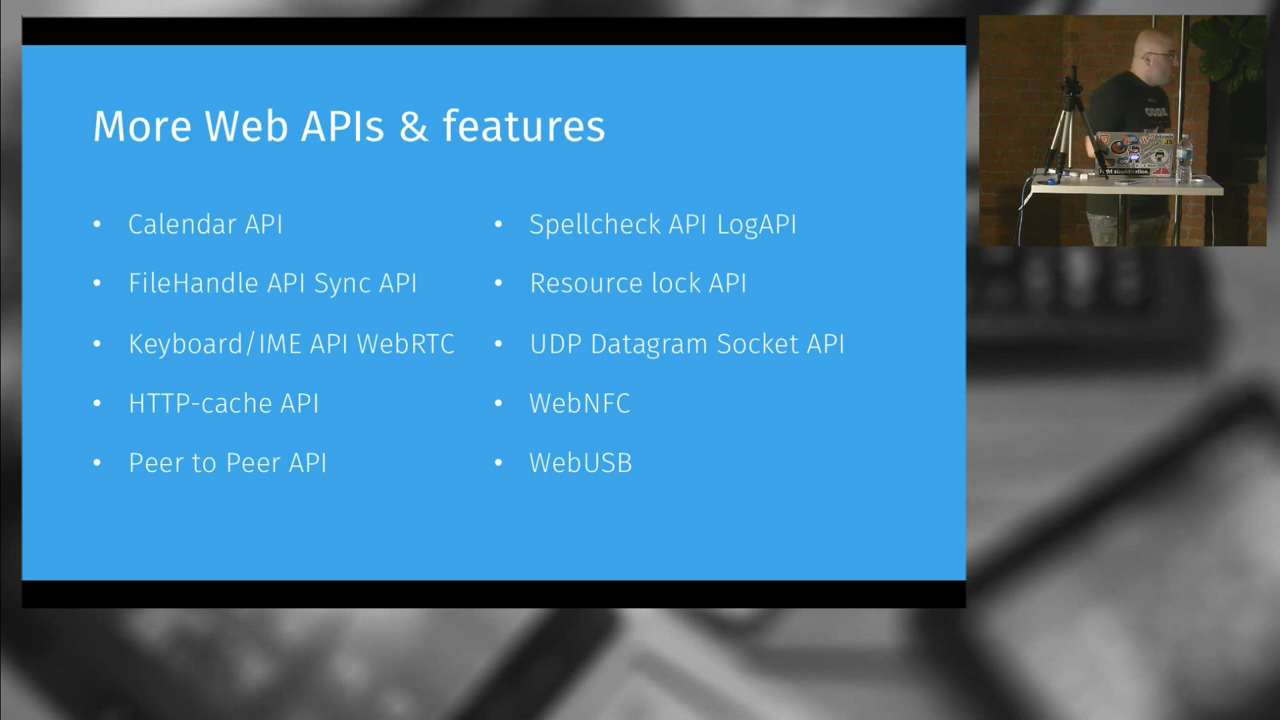 More Web APIs & features
• Calendar API
• FileHandle API Sync API
• Keyboard/IME API WebRTC
• HTTP-cache API
• Peer to Peer API
• Spellcheck API LogAPI
• Resource lock API
• UDP Datagram Socket API
• WebNFC
• WebUSB
CODE